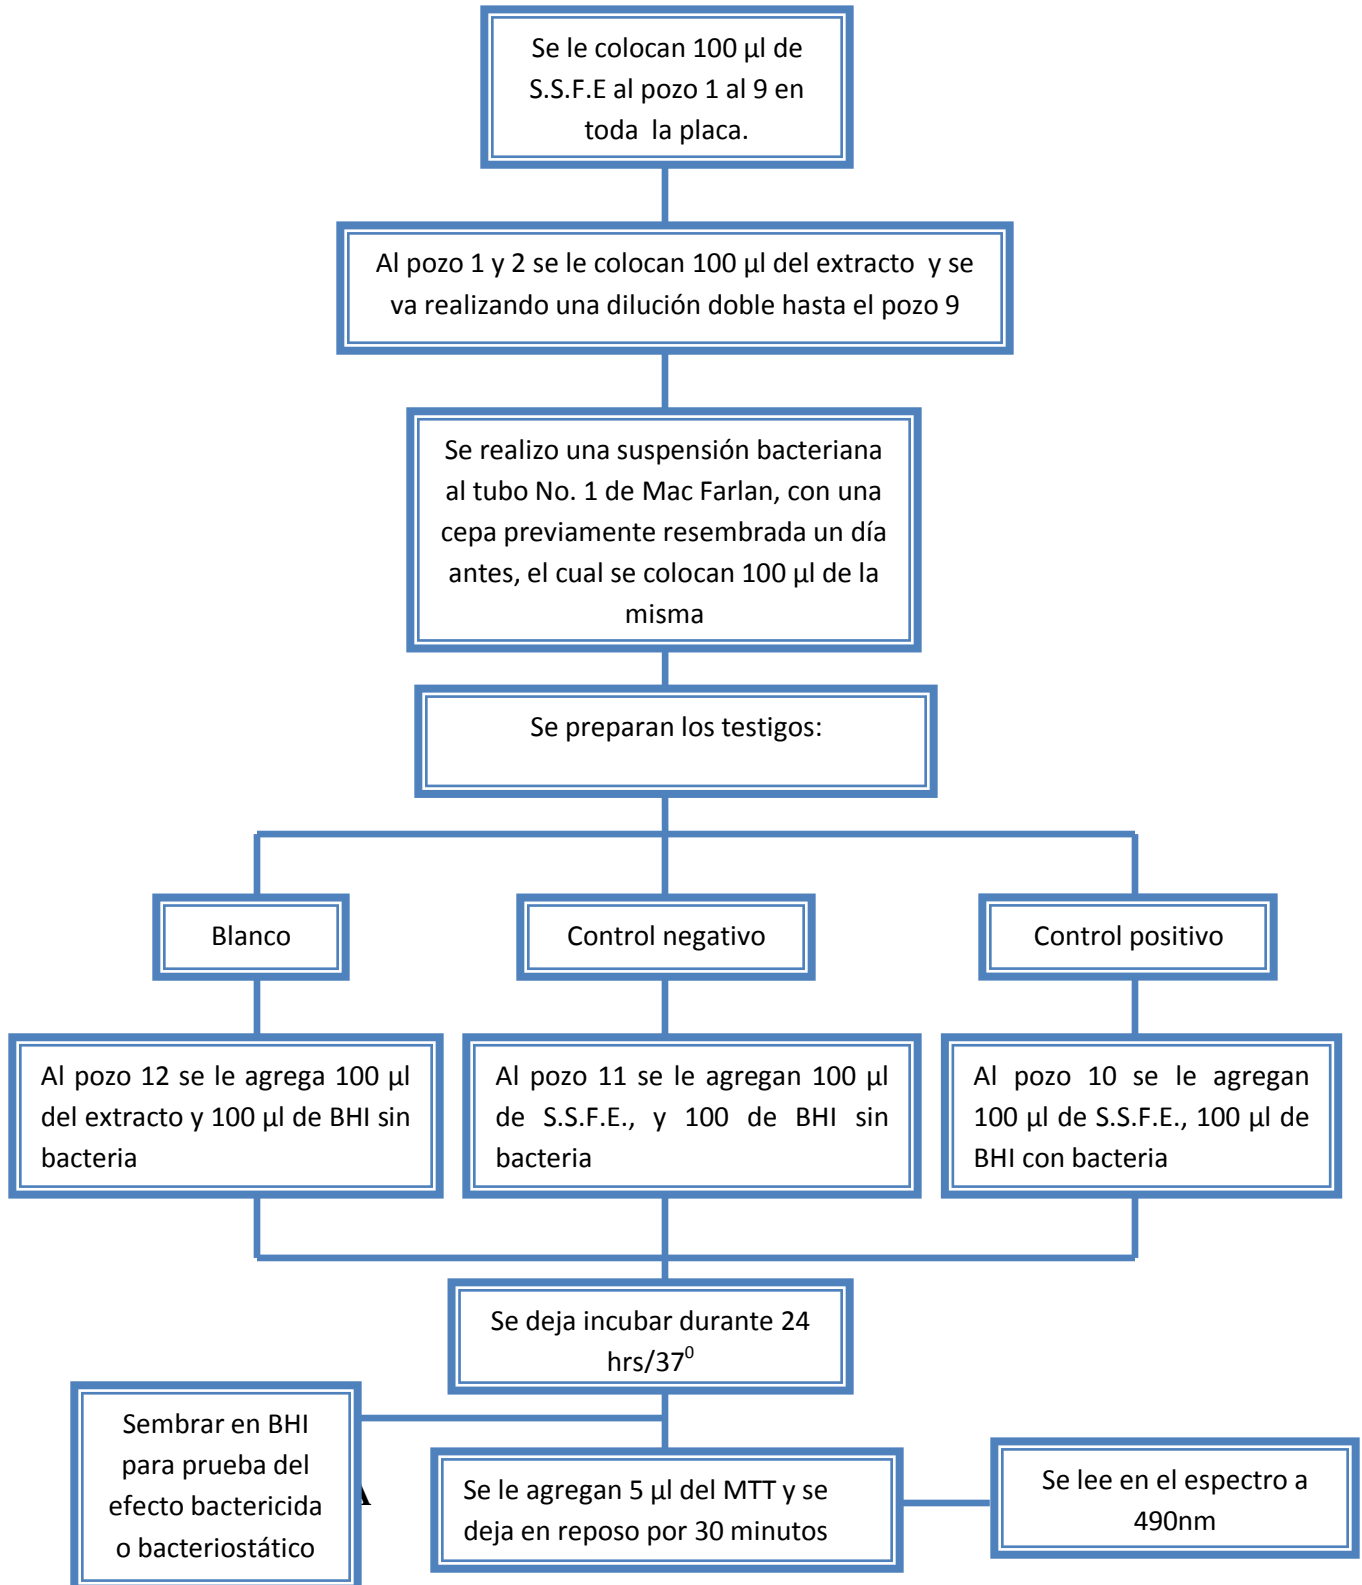 Se le colocan 100 µl de
S.S.F.E al pozo 1 al 9 en
toda la placa.
Al pozo 1 y 2 se le colocan 100 µl del extracto y se
va realizando una dilución doble hasta el pozo 9
Se realizo una suspensión bacteriana
al tubo No. 1 de Mac Farlan, con una
cepa previamente resembrada un día
antes, el cual se colocan 100 µl de la
misma
Se preparan los testigos:
Blanco
Control negativo
Control positivo
Al pozo 12 se le agrega 100 µl
del extracto y 100 µl de BHI sin
bacteria
Al pozo 11 se le agregan 100 µl
de S.S.F.E., y 100 de BHI sin
bacteria
Al pozo 10 se le agregan
100 µl de S.S.F.E., 100 µl de
BHI con bacteria
Se deja incubar durante 24
hrs/37⁰
Sembrar en BHI
para prueba del
efecto bactericida
o bacteriostático
Se le agregan 5 µl del MTT y se
deja en reposo por 30 minutos
Se lee en el espectro a
490nm